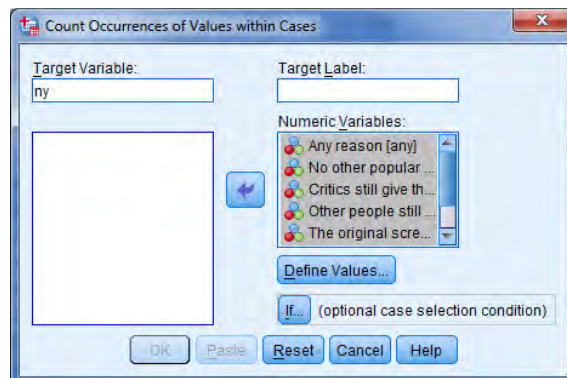 Count Occurrences of Values within Cases
Target Variable:
Target Label:
ny
Numeric Variables:
Any reason [any]
No other popular ...
Critics still give th...
Other people still ...
The original scre...
Define Values...
If... (optional case selection condition)
OK Paste Reset Cancel Help